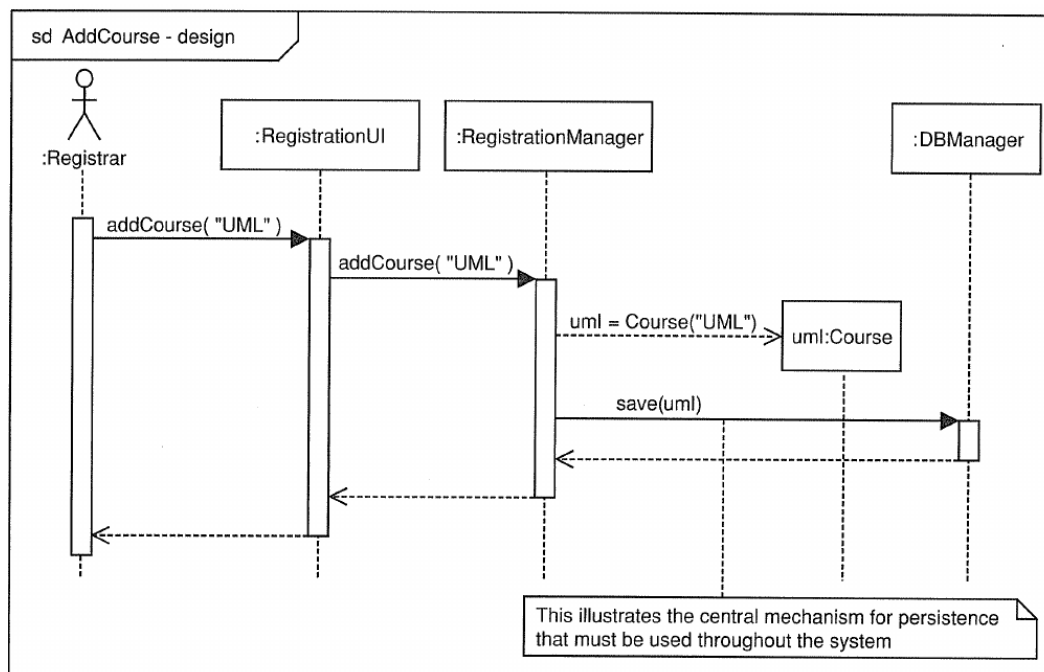 sd AddCourse - design
:Registrar
:RegistrationUI
:RegistrationManager
:DBManager
addCourse( "UML" )
addCourse( "UML" )
uml = Course("UML")
uml:Course
save(uml)
This illustrates the central mechanism for persistence
that must be used throughout the system